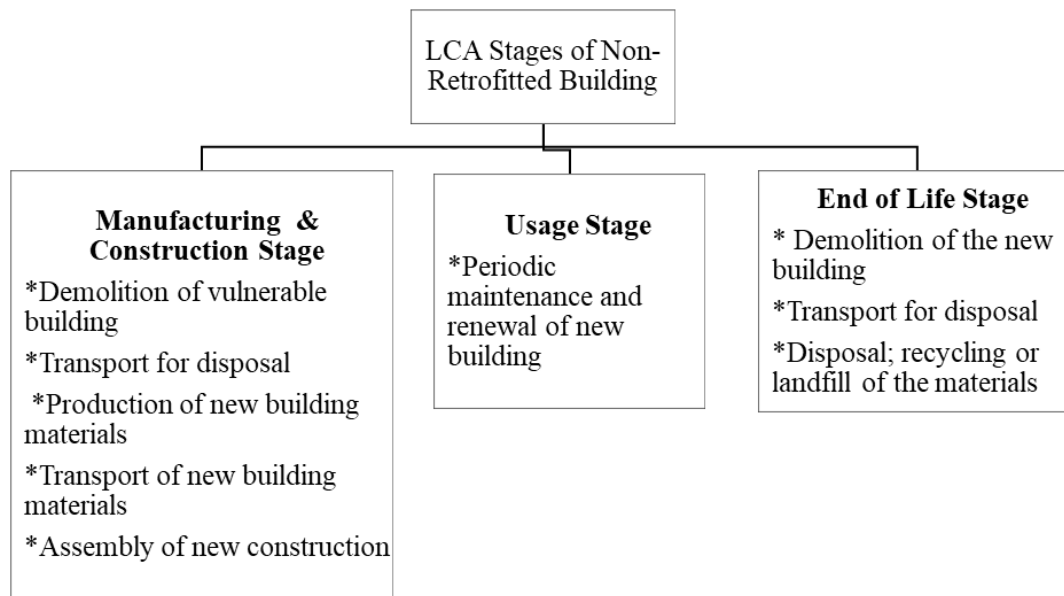 LCA Stages of Non-
Retrofitted Building
Manufacturing &
Construction Stage
*Demolition of vulnerable
building
*Transport for disposal
*Production of new building
materials
*Transport of new building
materials
*Assembly of new construction
Usage Stage
*Periodic
maintenance and
renewal of new
building
End of Life Stage
* Demolition of the new
building
*Transport for disposal
*Disposal; recycling or
landfill of the materials